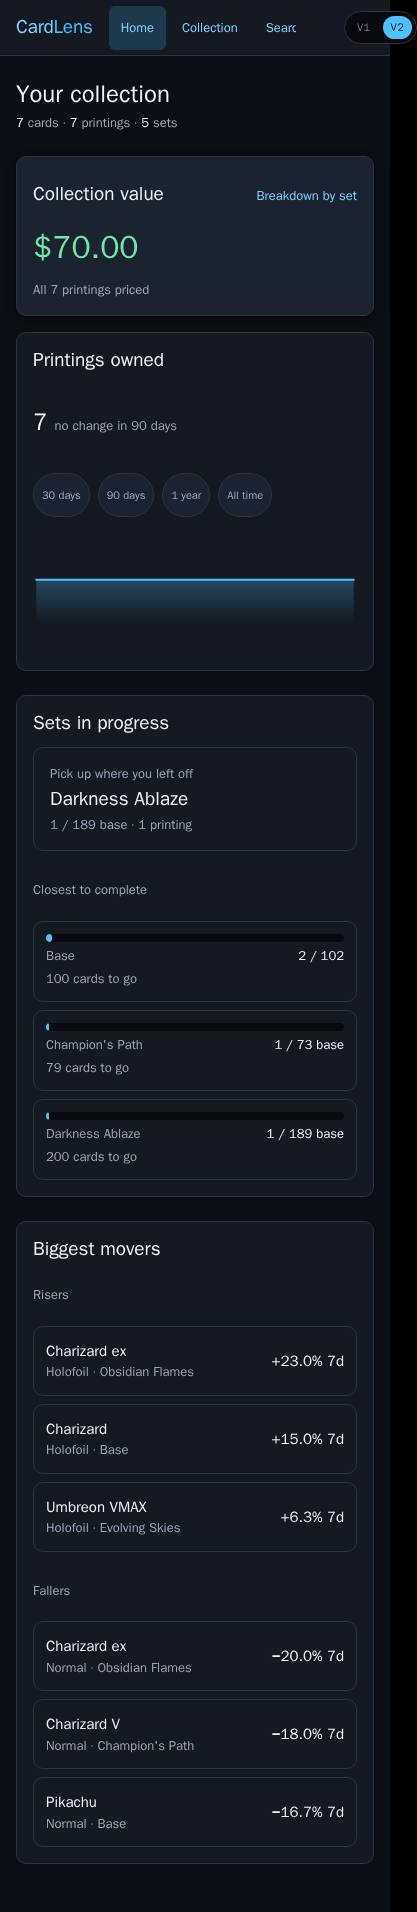 CardLens Home Collection Searc V1 V2
Your collection
7 cards · 7 printings · 5 sets
Collection value Breakdown by set
$70.00
All 7 printings priced
Printings owned
7 no change in 90 days
30 days 90 days 1 year All time
Sets in progress
Pick up where you left off
Darkness Ablaze
1 / 189 base · 1 printing
Closest to complete
Base 2 / 102
100 cards to go
Champion's Path 1 / 73 base
79 cards to go
Darkness Ablaze 1 / 189 base
200 cards to go
Biggest movers
Risers
Charizard ex
Holofoil · Obsidian Flames
+23.0% 7d
Charizard
Holofoil · Base
+15.0% 7d
Umbreon VMAX
Holofoil · Evolving Skies
+6.3% 7d
Fallers
Charizard ex
Normal · Obsidian Flames
−20.0% 7d
Charizard V
Normal · Champion's Path
−18.0% 7d
Pikachu
Normal · Base
−16.7% 7d